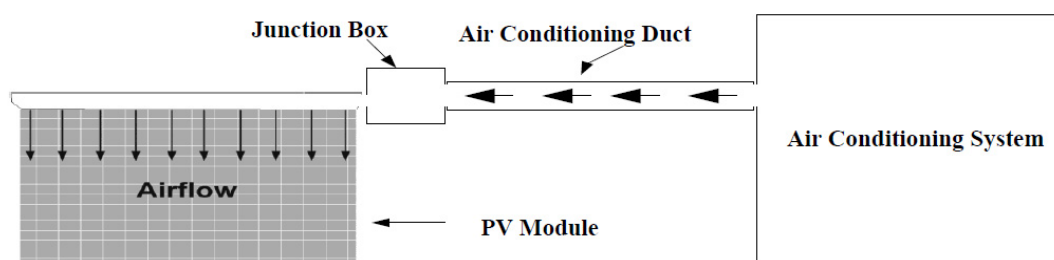 Junction Box
Air Conditioning Duct
Air Conditioning System
Airflow
PV Module